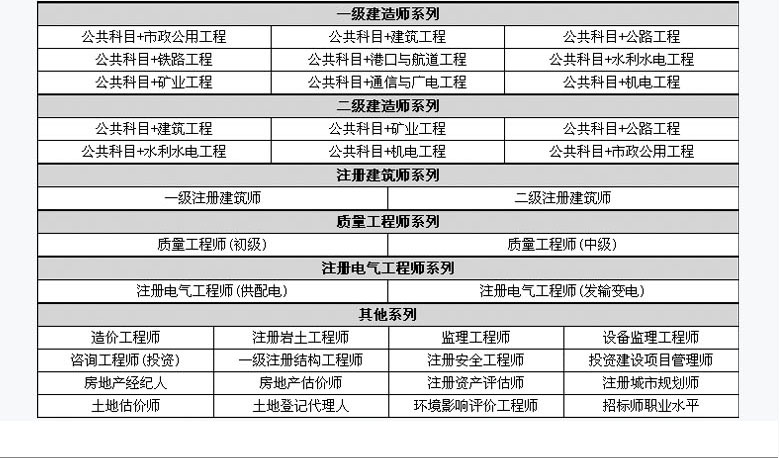 一级建造师系列
公共科目+市政公用工程 公共科目+建筑工程 公共科目+公路工程
公共科目+铁路工程 公共科目+港口与航道工程 公共科目+水利水电工程
公共科目+矿业工程 公共科目+通信与广电工程 公共科目+机电工程
二级建造师系列
公共科目+建筑工程 公共科目+矿业工程 公共科目+公路工程
公共科目+水利水电工程 公共科目+机电工程 公共科目+市政公用工程
注册建筑师系列
一级注册建筑师 二级注册建筑师
质量工程师系列
质量工程师(初级) 质量工程师(中级)
注册电气工程师系列
注册电气工程师(供配电) 注册电气工程师(发输变电)
其他系列
造价工程师 注册岩土工程师 监理工程师 设备监理工程师
咨询工程师(投资) 一级注册结构工程师 注册安全工程师 投资建设项目管理师
房地产经纪人 房地产估价师 注册资产评估师 注册城市规划师
土地估价师 土地登记代理人 环境影响评价工程师 招标师职业水平